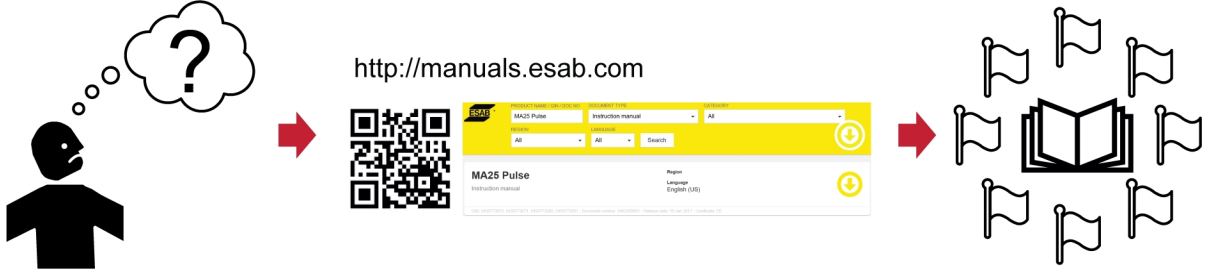 ?
http://manuals.esab.com
ESAB
PRODUCT NAME / GIN / DOC NO DOCUMENT TYPE CATEGORY
MA25 Pulse Instruction manual All
REGION LANGUAGE
All All Search
MA25 Pulse
Instruction manual
Region
Language
English (US)